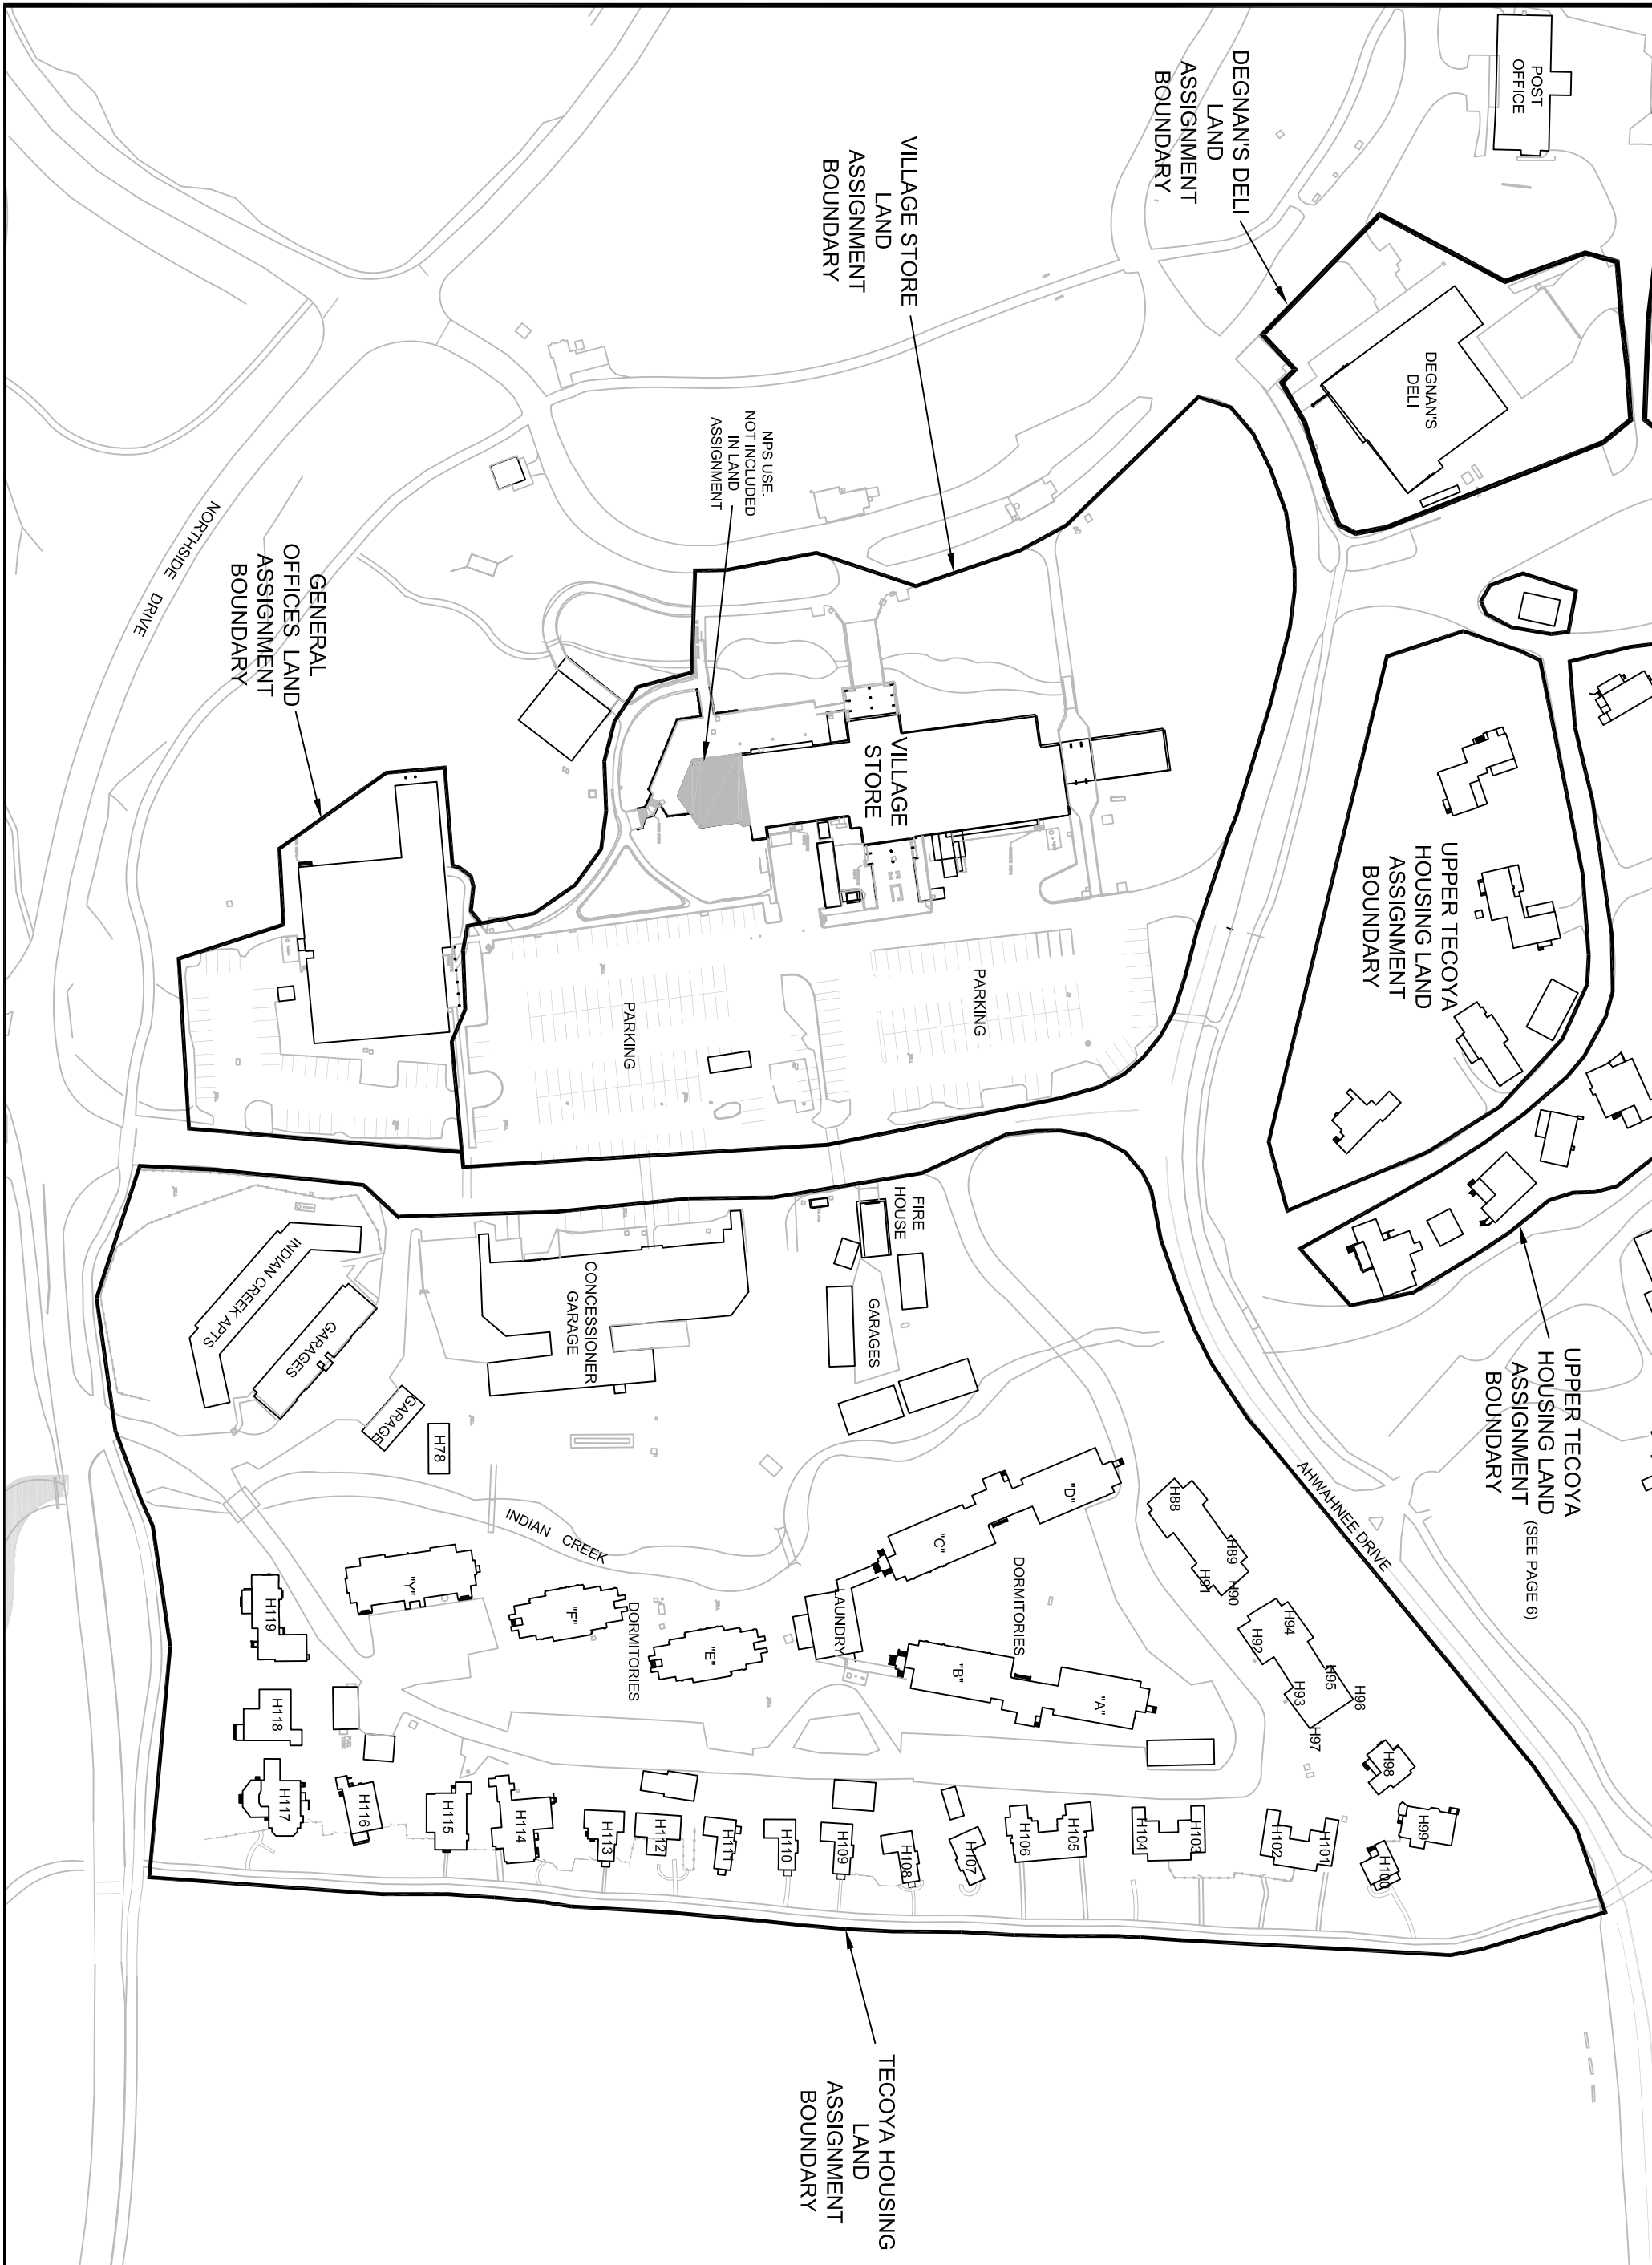 POST
OFFICE
DEGNAN'S DELI
LAND
ASSIGNMENT
BOUNDARY
DEGNAN'S
DELI
VILLAGE STORE
LAND
ASSIGNMENT
BOUNDARY
NPS USE.
NOT INCLUDED
IN LAND
ASSIGNMENT
GENERAL
OFFICES LAND
ASSIGNMENT
BOUNDARY
NORTHSIDE DRIVE
VILLAGE
STORE
UPPER TECOYA
HOUSING LAND
ASSIGNMENT
BOUNDARY
PARKING
PARKING
UPPER TECOYA
HOUSING LAND
ASSIGNMENT (SEE PAGE 6)
BOUNDARY
AHWAHNEE DRIVE
FIRE
HOUSE
GARAGES
CONCESSIONER
GARAGE
INDIAN CREEK APTS
GARAGES
GARAGE
H78
INDIAN CREEK
"D"
"C"
DORMITORIES
LAUNDRY
"B"
"A"
H88
H89
H90
H91
H94
H92
H95
H93
H96
H97
H98
H99
H100
H101
H102
H103
H104
H105
H106
H107
H108
H109
H110
H111
H112
H113
H114
H115
H116
H117
H118
H119
"Y"
"F"
DORMITORIES
"E"
TECOYA HOUSING
LAND
ASSIGNMENT
BOUNDARY